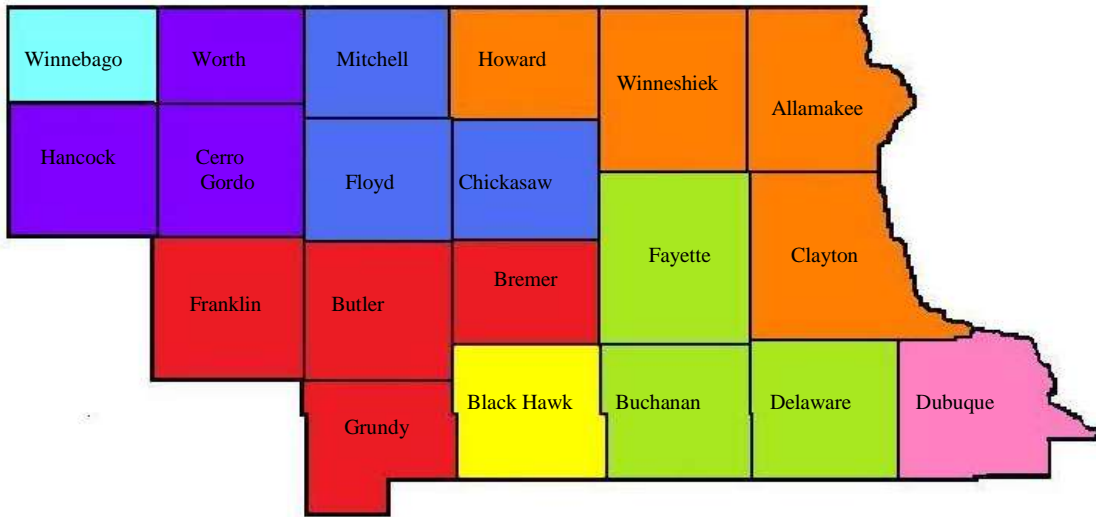 Winnebago
Worth
Mitchell
Howard
Winneshiek
Allamakee
Hancock
Cerro
Gordo
Floyd
Chickasaw
Fayette
Clayton
Franklin
Butler
Bremer
Grundy
Black Hawk
Buchanan
Delaware
Dubuque